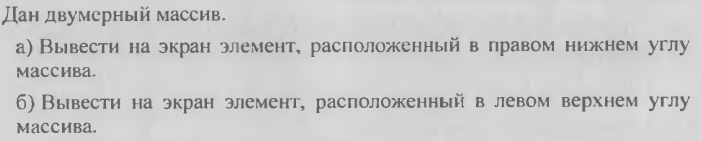 Дан двумерный массив.
а) Вывести на экран элемент, расположенный в правом нижнем углу
массива.
б) Вывести на экран элемент, расположенный в левом верхнем углу
массива.